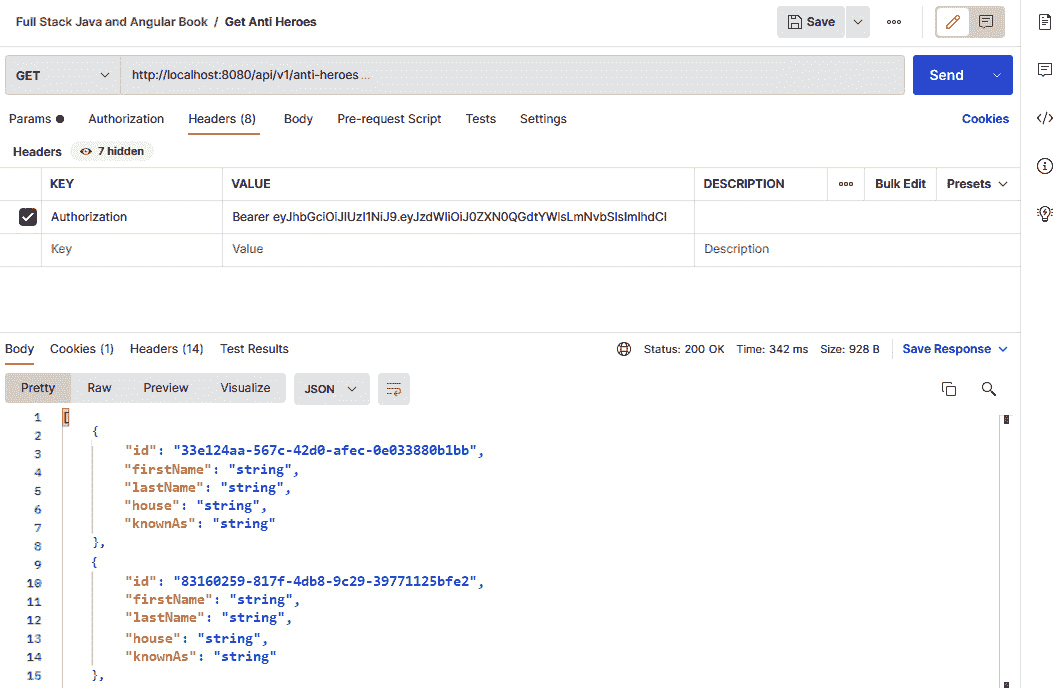 Full Stack Java and Angular Book / Get Anti Heroes Save
GET http://localhost:8080/api/v1/anti-heroes ... Send
Params Authorization Headers (8) Body Pre-request Script Tests Settings Cookies
Headers 7 hidden
KEY VALUE DESCRIPTION Bulk Edit Presets
Authorization Bearer eyJhbGciOiJIUzI1NiJ9.eyJzdWIiOiJ0ZXN0QGdtYWlsLmNvbSIsImlhdCI
Key Value Description
Body Cookies (1) Headers (14) Test Results Status: 200 OK Time: 342 ms Size: 928 B Save Response
Pretty Raw Preview Visualize JSON
1 [
2 {
3 "id": "33e124aa-567c-42d0-afec-0e033880b1bb",
4 "firstName": "string",
5 "lastName": "string",
6 "house": "string",
7 "knownAs": "string"
8 },
9 {
10 "id": "83160259-817f-4db8-9c29-39771125bfe2",
11 "firstName": "string",
12 "lastName": "string",
13 "house": "string",
14 "knownAs": "string"
15 },